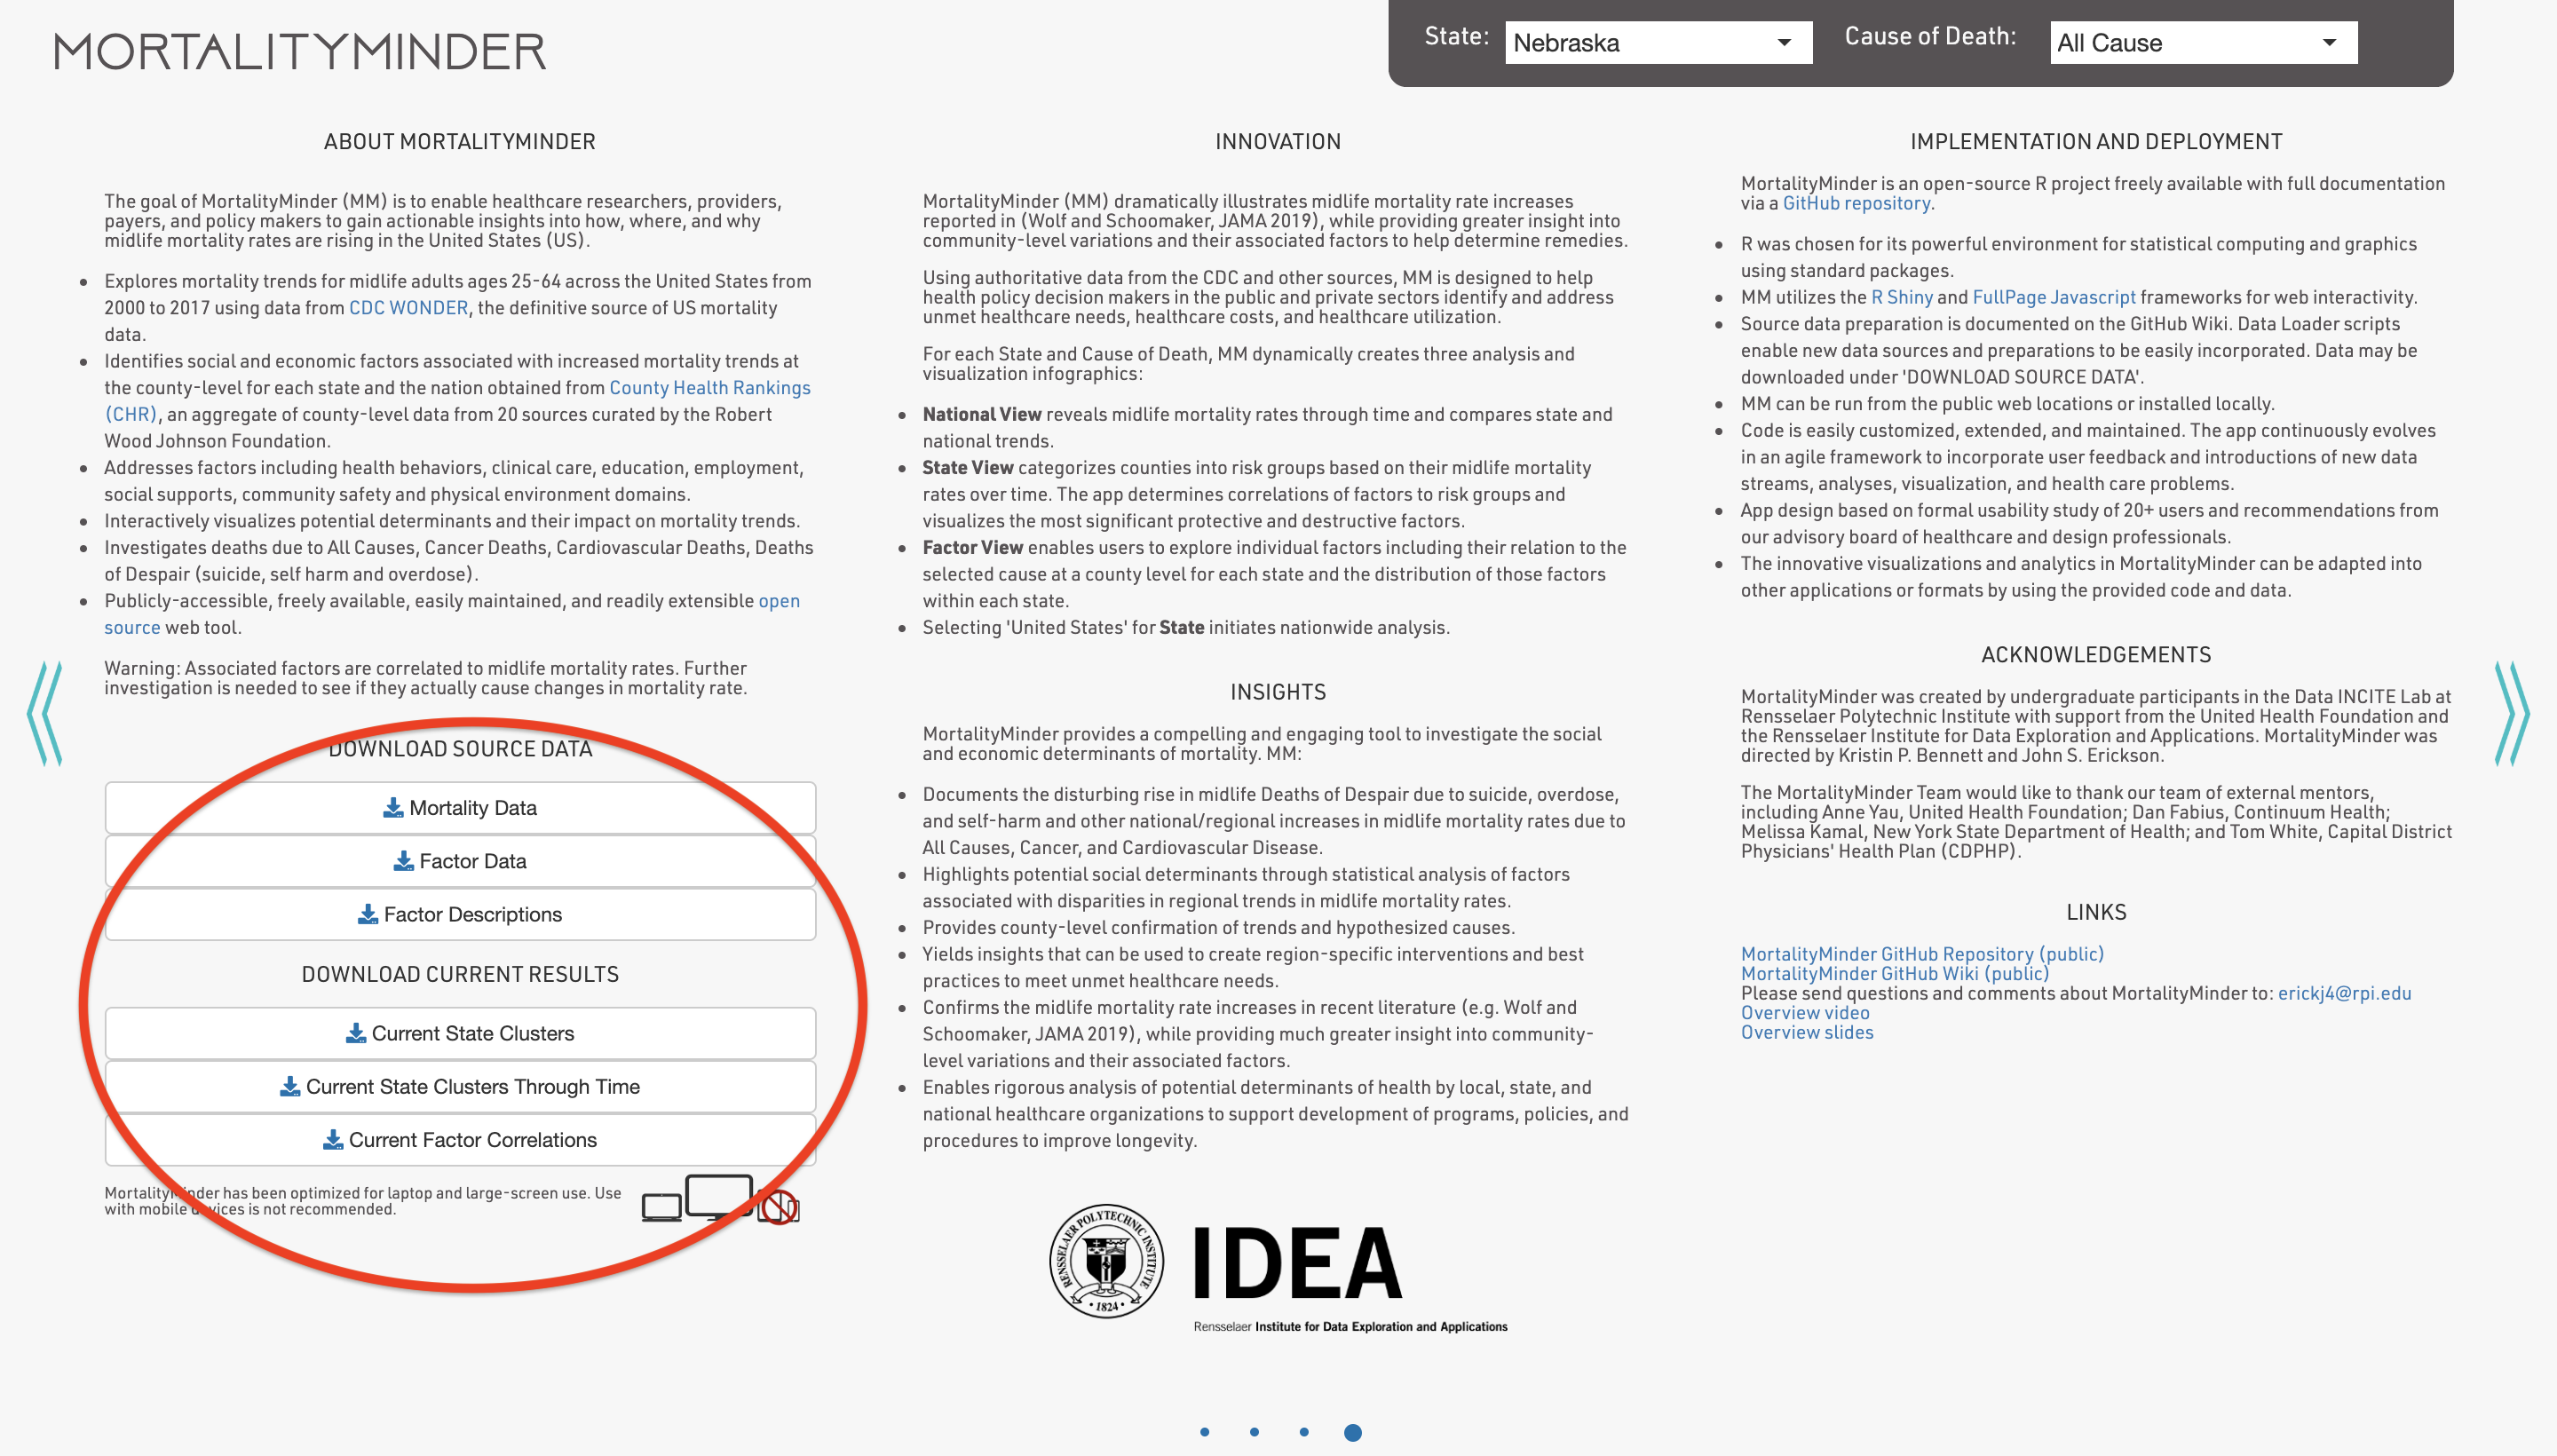 MORTALITYMINDER
State: Nebraska
Cause of Death: All Cause
ABOUT MORTALITYMINDER
The goal of MortalityMinder (MM) is to enable healthcare researchers, providers,
payers, and policy makers to gain actionable insights into how, where, and why
midlife mortality rates are rising in the United States (US).
• Explores mortality trends for midlife adults ages 25-64 across the United States from
2000 to 2017 using data from CDC WONDER, the definitive source of US mortality
data.
• Identifies social and economic factors associated with increased mortality trends at
the county-level for each state and the nation obtained from County Health Rankings
(CHR), an aggregate of county-level data from 20 sources curated by the Robert
Wood Johnson Foundation.
• Addresses factors including health behaviors, clinical care, education, employment,
social supports, community safety and physical environment domains.
• Interactively visualizes potential determinants and their impact on mortality trends.
• Investigates deaths due to All Causes, Cancer Deaths, Cardiovascular Deaths, Deaths
of Despair (suicide, self harm and overdose).
• Publicly-accessible, freely available, easily maintained, and readily extensible open
source web tool.
Warning: Associated factors are correlated to midlife mortality rates. Further
investigation is needed to see if they actually cause changes in mortality rate.
DOWNLOAD SOURCE DATA
Mortality Data
Factor Data
Factor Descriptions
DOWNLOAD CURRENT RESULTS
Current State Clusters
Current State Clusters Through Time
Current Factor Correlations
MortalityMinder has been optimized for laptop and large-screen use. Use
with mobile devices is not recommended.
INNOVATION
MortalityMinder (MM) dramatically illustrates midlife mortality rate increases
reported in (Wolf and Schoomaker, JAMA 2019), while providing greater insight into
community-level variations and their associated factors to help determine remedies.
Using authoritative data from the CDC and other sources, MM is designed to help
health policy decision makers in the public and private sectors identify and address
unmet healthcare needs, healthcare costs, and healthcare utilization.
For each State and Cause of Death, MM dynamically creates three analysis and
visualization infographics:
• National View reveals midlife mortality rates through time and compares state and
national trends.
• State View categorizes counties into risk groups based on their midlife mortality
rates over time. The app determines correlations of factors to risk groups and
visualizes the most significant protective and destructive factors.
• Factor View enables users to explore individual factors including their relation to the
selected cause at a county level for each state and the distribution of those factors
within each state.
• Selecting 'United States' for State initiates nationwide analysis.
INSIGHTS
MortalityMinder provides a compelling and engaging tool to investigate the social
and economic determinants of mortality. MM:
• Documents the disturbing rise in midlife Deaths of Despair due to suicide, overdose,
and self-harm and other national/regional increases in midlife mortality rates due to
All Causes, Cancer, and Cardiovascular Disease.
• Highlights potential social determinants through statistical analysis of factors
associated with disparities in regional trends in midlife mortality rates.
• Provides county-level confirmation of trends and hypothesized causes.
• Yields insights that can be used to create region-specific interventions and best
practices to meet unmet healthcare needs.
• Confirms the midlife mortality rate increases in recent literature (e.g. Wolf and
Schoomaker, JAMA 2019), while providing much greater insight into community-
level variations and their associated factors.
• Enables rigorous analysis of potential determinants of health by local, state, and
national healthcare organizations to support development of programs, policies, and
procedures to improve longevity.
RENSSELAER POLYTECHNIC INSTITUTE
• 1824 •
IDEA
Rensselaer Institute for Data Exploration and Applications
IMPLEMENTATION AND DEPLOYMENT
MortalityMinder is an open-source R project freely available with full documentation
via a GitHub repository.
• R was chosen for its powerful environment for statistical computing and graphics
using standard packages.
• MM utilizes the R Shiny and FullPage Javascript frameworks for web interactivity.
• Source data preparation is documented on the GitHub Wiki. Data Loader scripts
enable new data sources and preparations to be easily incorporated. Data may be
downloaded under 'DOWNLOAD SOURCE DATA'.
• MM can be run from the public web locations or installed locally.
• Code is easily customized, extended, and maintained. The app continuously evolves
in an agile framework to incorporate user feedback and introductions of new data
streams, analyses, visualization, and health care problems.
• App design based on formal usability study of 20+ users and recommendations from
our advisory board of healthcare and design professionals.
• The innovative visualizations and analytics in MortalityMinder can be adapted into
other applications or formats by using the provided code and data.
ACKNOWLEDGEMENTS
MortalityMinder was created by undergraduate participants in the Data INCITE Lab at
Rensselaer Polytechnic Institute with support from the United Health Foundation and
the Rensselaer Institute for Data Exploration and Applications. MortalityMinder was
directed by Kristin P. Bennett and John S. Erickson.
The MortalityMinder Team would like to thank our team of external mentors,
including Anne Yau, United Health Foundation; Dan Fabius, Continuum Health;
Melissa Kamal, New York State Department of Health; and Tom White, Capital District
Physicians' Health Plan (CDPHP).
LINKS
MortalityMinder GitHub Repository (public)
MortalityMinder GitHub Wiki (public)
Please send questions and comments about MortalityMinder to: erickj4@rpi.edu
Overview video
Overview slides